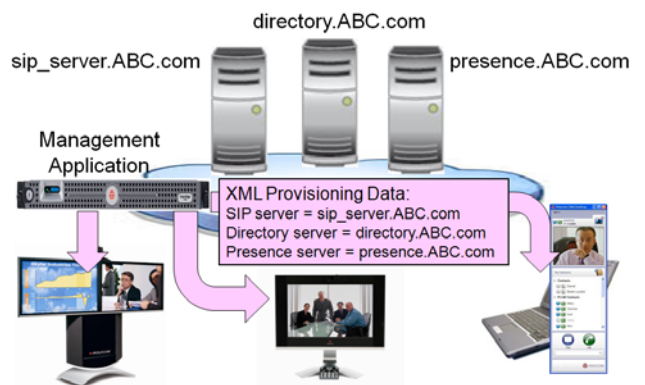 directory.ABC.com
sip_server.ABC.com
presence.ABC.com
Management
Application
XML Provisioning Data:
SIP server = sip_server.ABC.com
Directory server = directory.ABC.com
Presence server = presence.ABC.com